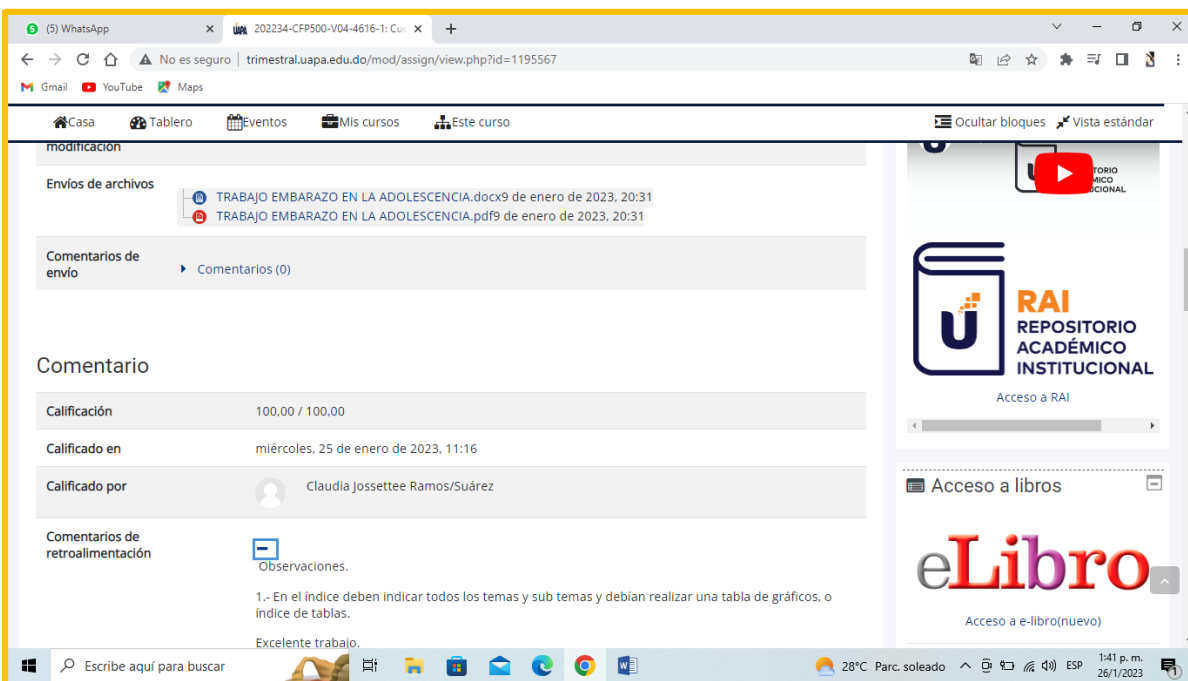 (5) WhatsApp
UAPA 202234-CFP500-V04-4616-1: Cue
No es seguro | trimestral.uapa.edu.do/mod/assign/view.php?id=1195567
Gmail YouTube Maps
Casa Tablero Eventos Mis cursos Este curso Ocultar bloques Vista estándar
modificación
Envíos de archivos
TRABAJO EMBARAZO EN LA ADOLESCENCIA.docx9 de enero de 2023, 20:31
TRABAJO EMBARAZO EN LA ADOLESCENCIA.pdf9 de enero de 2023, 20:31
Comentarios de
envío
Comentarios (0)
Comentario
Calificación 100,00 / 100,00
Calificado en miércoles, 25 de enero de 2023, 11:16
Calificado por Claudia Jossettee Ramos/Suárez
Comentarios de
retroalimentación
Observaciones.
1.- En el índice deben indicar todos los temas y sub temas y debían realizar una tabla de gráficos, o
índice de tablas.
Excelente trabajo.
INSTITUCIONAL
RAI
REPOSITORIO
ACADÉMICO
INSTITUCIONAL
Acceso a RAI
Acceso a libros
eLibro
Acceso a e-libro(nuevo)
Escribe aquí para buscar
28°C Parc. soleado ESP
1:41 p. m.
26/1/2023